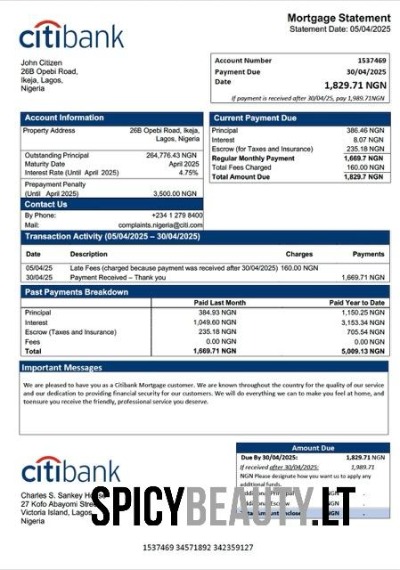 citibank
Mortgage Statement
Statement Date: 05/04/2025
John Citizen
26B Opebi Road,
Ikeja, Lagos,
Nigeria
Account Number 1537469
Payment Due 30/04/2025
Date
1,829.71 NGN
If payment is received after 30/04/25, pay 1,989.71NGN
Account Information
Property Address 26B Opebi Road, Ikeja,
Lagos, NGN
Outstanding Principal 264,776.43 NGN
Maturity Date April 2025
Interest Rate (Until April 2025) 4.75%
Prepayment Penalty
(Until April 2025) 3,500.00 NGN
Contact Us
By Phone: +234 1 279 8400
Mail: complaints.nigeria@citi.com
Current Payment Due
Principal 386.46 NGN
Interest 8.07 NGN
Escrow (for Taxes and Insurance) 235.18 NGN
Regular Monthly Payment 1,669.7 NGN
Total Fees Charged 160.00 NGN
Total Amount Due 1,829.7 NGN
Transaction Activity (05/04/2025 – 30/04/2025)
Date Description Charges Payments
05/04/25 Late Fees (charged because payment was received after 30/04/2025) 160.00 NGN
30/04/25 Payment Received – Thank you 1,669.71 NGN
Past Payments Breakdown
Paid Last Month Paid Year to Date
Principal 384.93 NGN 1,150.25 NGN
Interest 1,049.60 NGN 3,153.34 NGN
Escrow (Taxes and Insurance) 235.18 NGN 705.54 NGN
Fees 0.00 NGN 0.00 NGN
Total 1,669.71 NGN 5,009.13 NGN
Important Messages
We are pleased to have you as a Citibank Mortgage customer. We are known throughout the country for the quality of our service
and our dedication to providing financial security for our customers. We will do everything we can to make you feel at home, and
toensure you receive the friendly, professional service you deserve.
citibank
Charles S. Sankey House
27 Kofo Abayomi Street
Victoria Island, Lagos
Nigeria
Amount Due
Due By 30/04/2025: 1,829.71 NGN
If received after 30/04/2025: 1,989.71
NGN Please designate how you want us to apply any
additional funds.
SPICYBEAUTY.LT
1537469 34571892 342359127